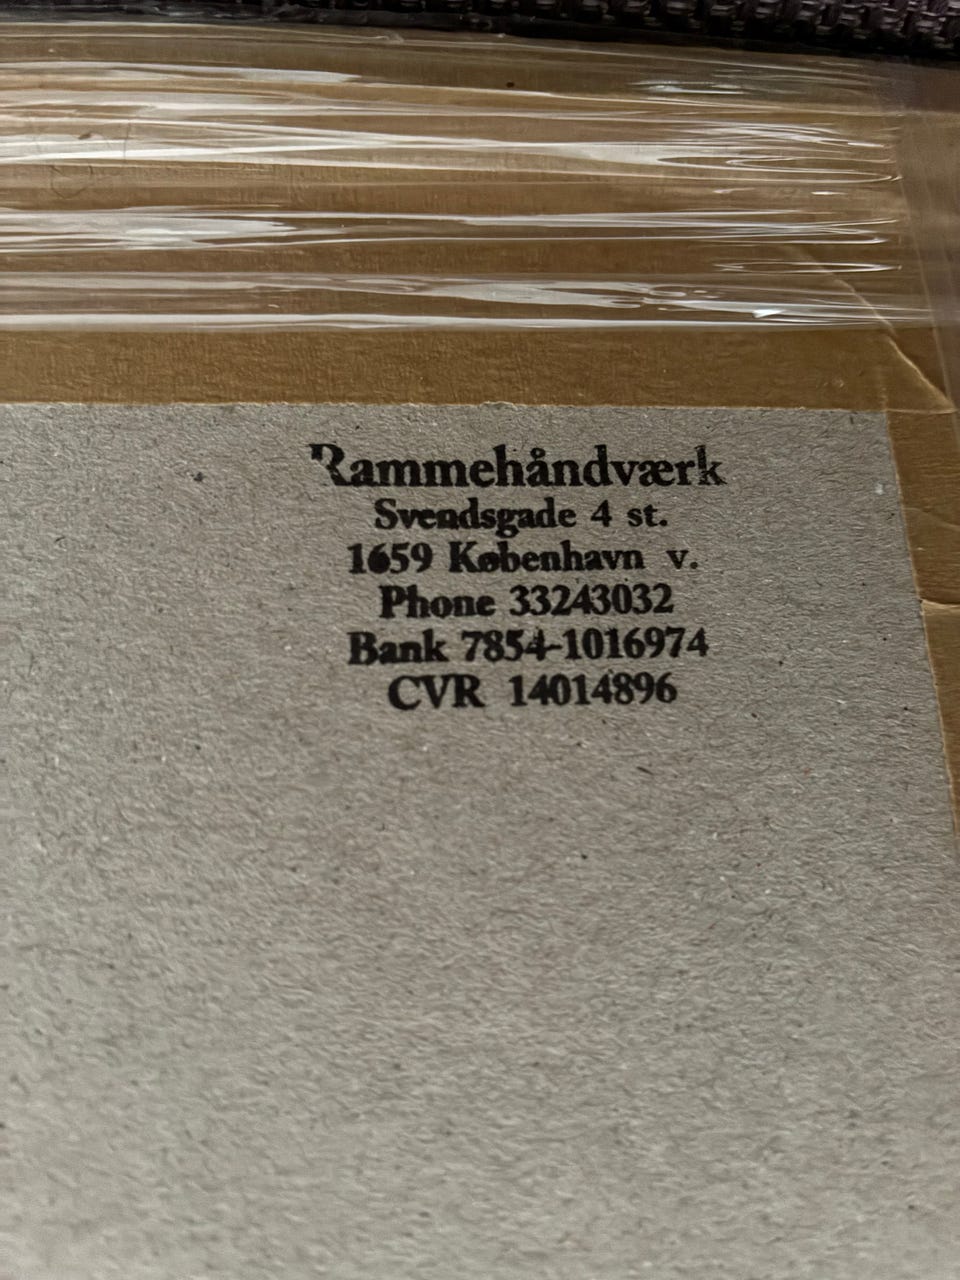 Rammehåndværk
Svendsgade 4 st.
1659 København v.
Phone 33243032
Bank 7854-1016974
CVR 14014896